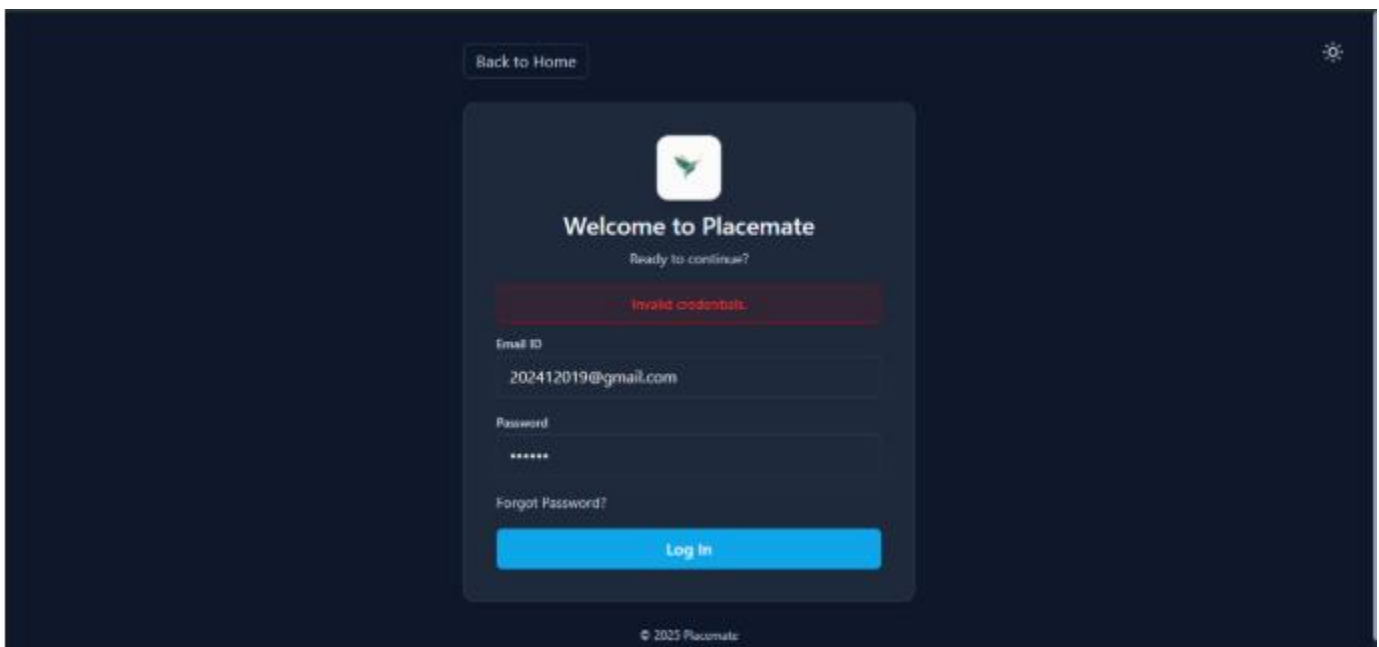 Back to Home
Welcome to Placemate
Ready to continue?
Invalid credentials.
Email ID
202412019@gmail.com
Password
••••••
Forgot Password?
Log In
© 2025 Placemate